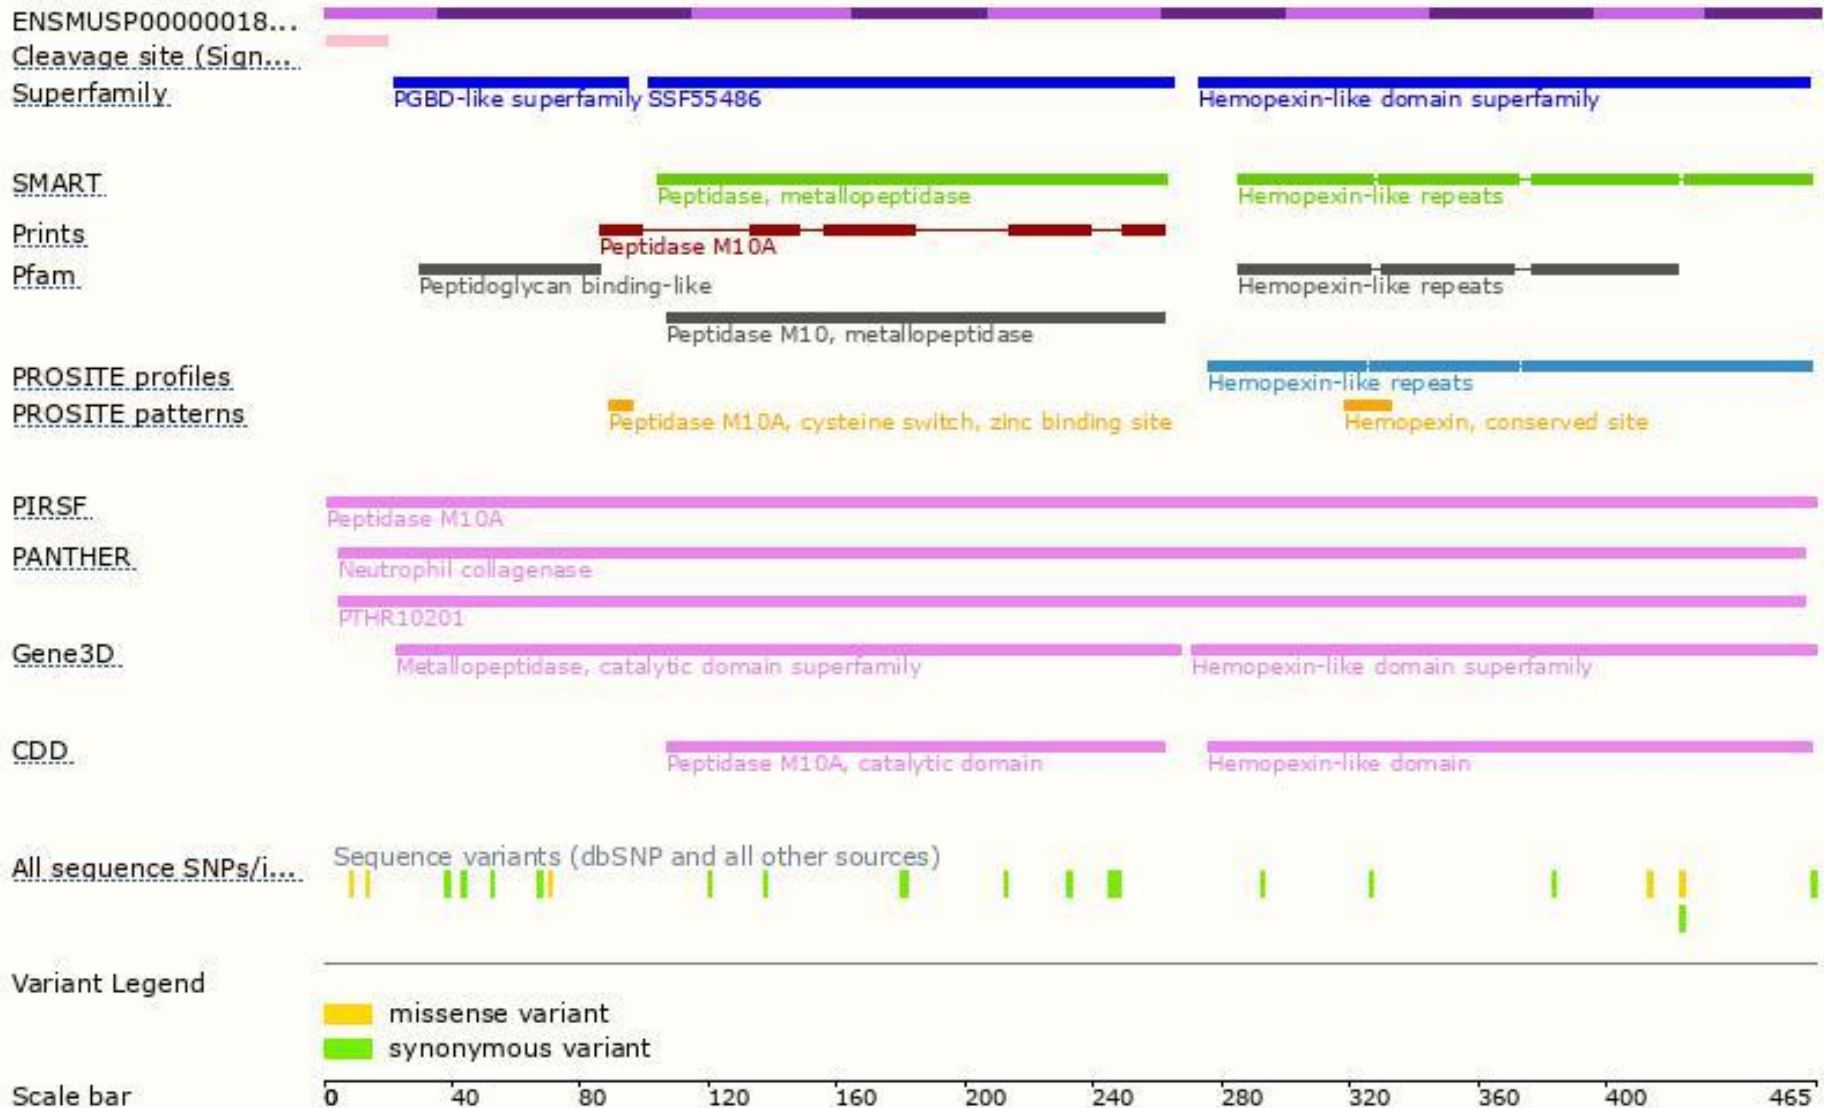 ENSMUSP00000018...
Cleavage site (Sign...
Superfamily
PGBD-like superfamily SSF55486 Hemopexin-like domain superfamily
SMART
Peptidase, metallopeptidase Hemopexin-like repeats
Prints
Peptidase M10A
Pfam
Peptidoglycan binding-like Hemopexin-like repeats
Peptidase M10, metallopeptidase
PROSITE profiles
Hemopexin-like repeats
PROSITE patterns
Peptidase M10A, cysteine switch, zinc binding site Hemopexin, conserved site
PIRSF
Peptidase M10A
PANTHER
Neutrophil collagenase
PTHR10201
Gene3D
Metallopeptidase, catalytic domain superfamily Hemopexin-like domain superfamily
CDD
Peptidase M10A, catalytic domain Hemopexin-like domain
Sequence variants (dbSNP and all other sources)
All sequence SNPs/i...
Variant Legend
missense variant
synonymous variant
Scale bar 0 40 80 120 160 200 240 280 320 360 400 465